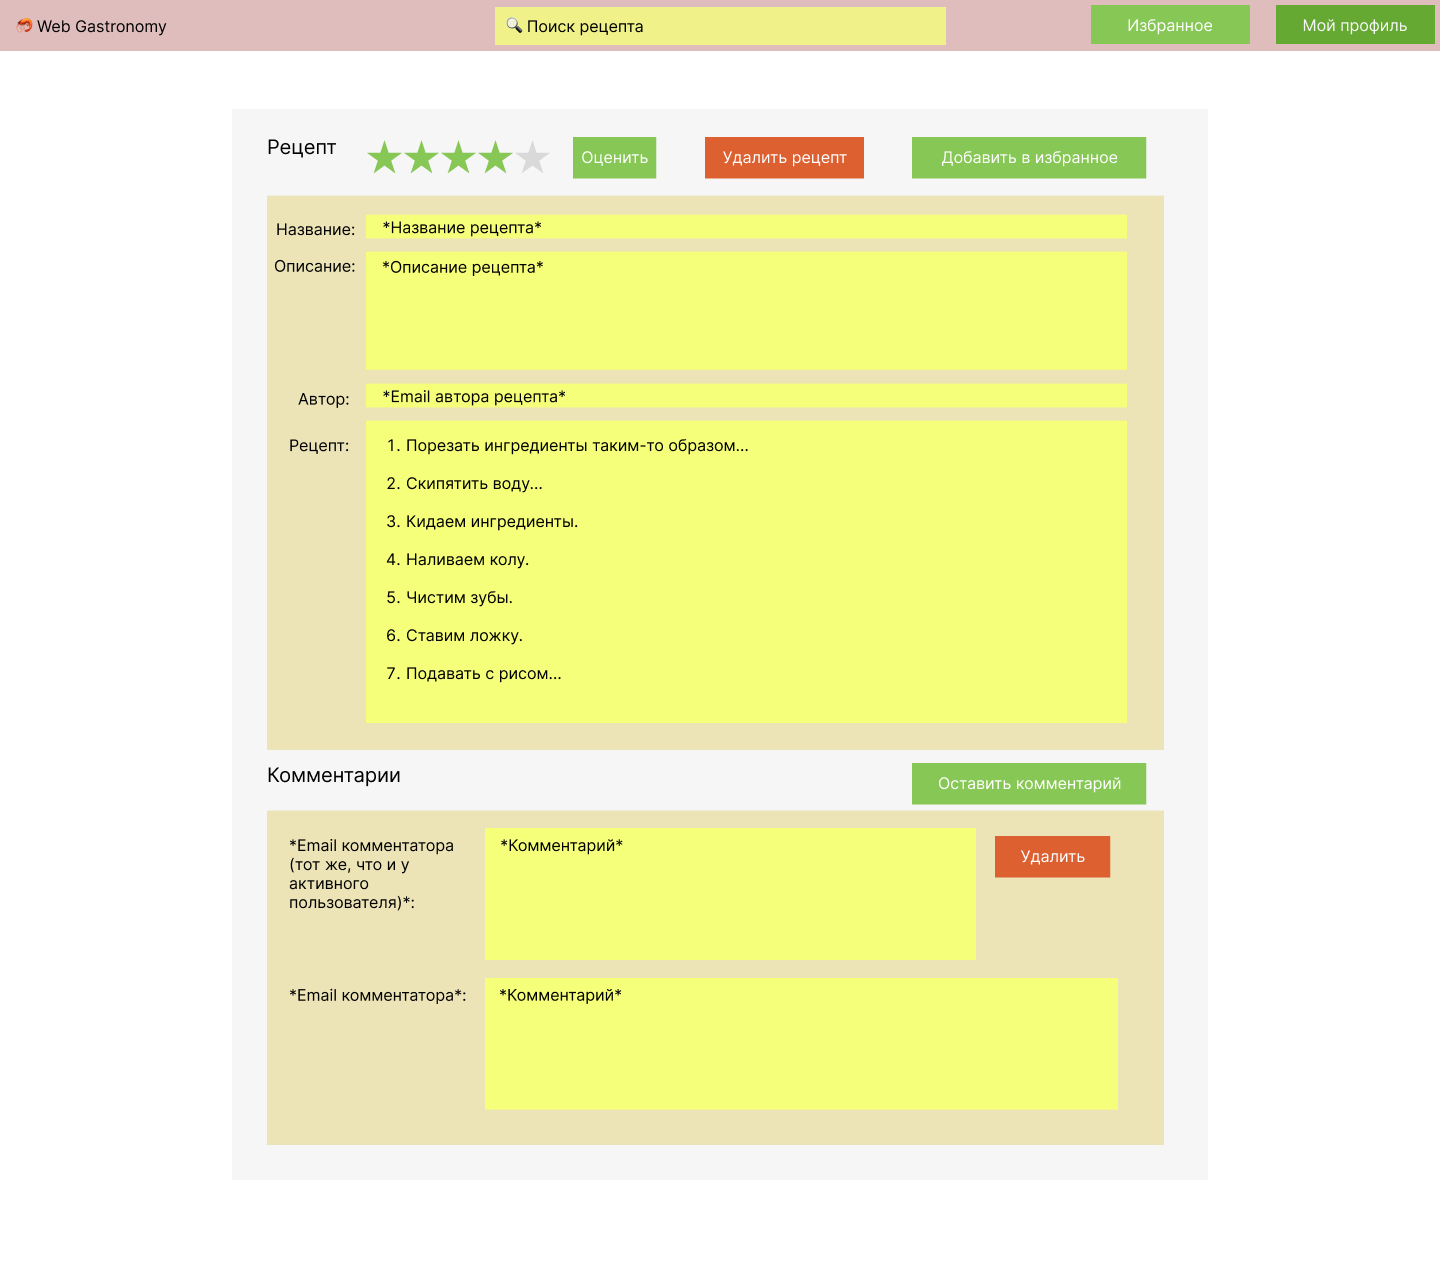 Web Gastronomy
Поиск рецепта
Избранное
Мой профиль
Рецепт
Оценить
Удалить рецепт
Добавить в избранное
Название:
*Название рецепта*
Описание:
*Описание рецепта*
Автор:
*Email автора рецепта*
Рецепт:
1. Порезать ингредиенты таким-то образом...
2. Скипятить воду...
3. Кидаем ингредиенты.
4. Наливаем колу.
5. Чистим зубы.
6. Ставим ложку.
7. Подавать с рисом...
Комментарии
Оставить комментарий
*Email комментатора
(тот же, что и у
активного
пользователя)*:
*Комментарий*
Удалить
*Email комментатора*:
*Комментарий*